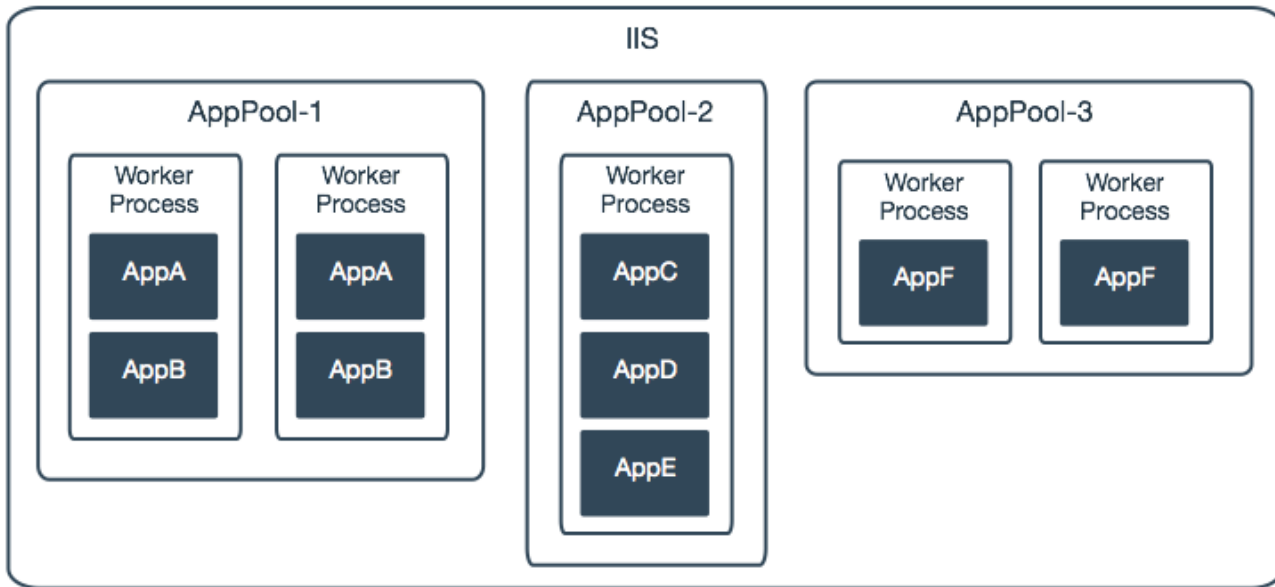 IIS
AppPool-1
Worker
Process
AppA
AppB
Worker
Process
AppA
AppB
AppPool-2
Worker
Process
AppC
AppD
AppE
AppPool-3
Worker
Process
AppF
Worker
Process
AppF